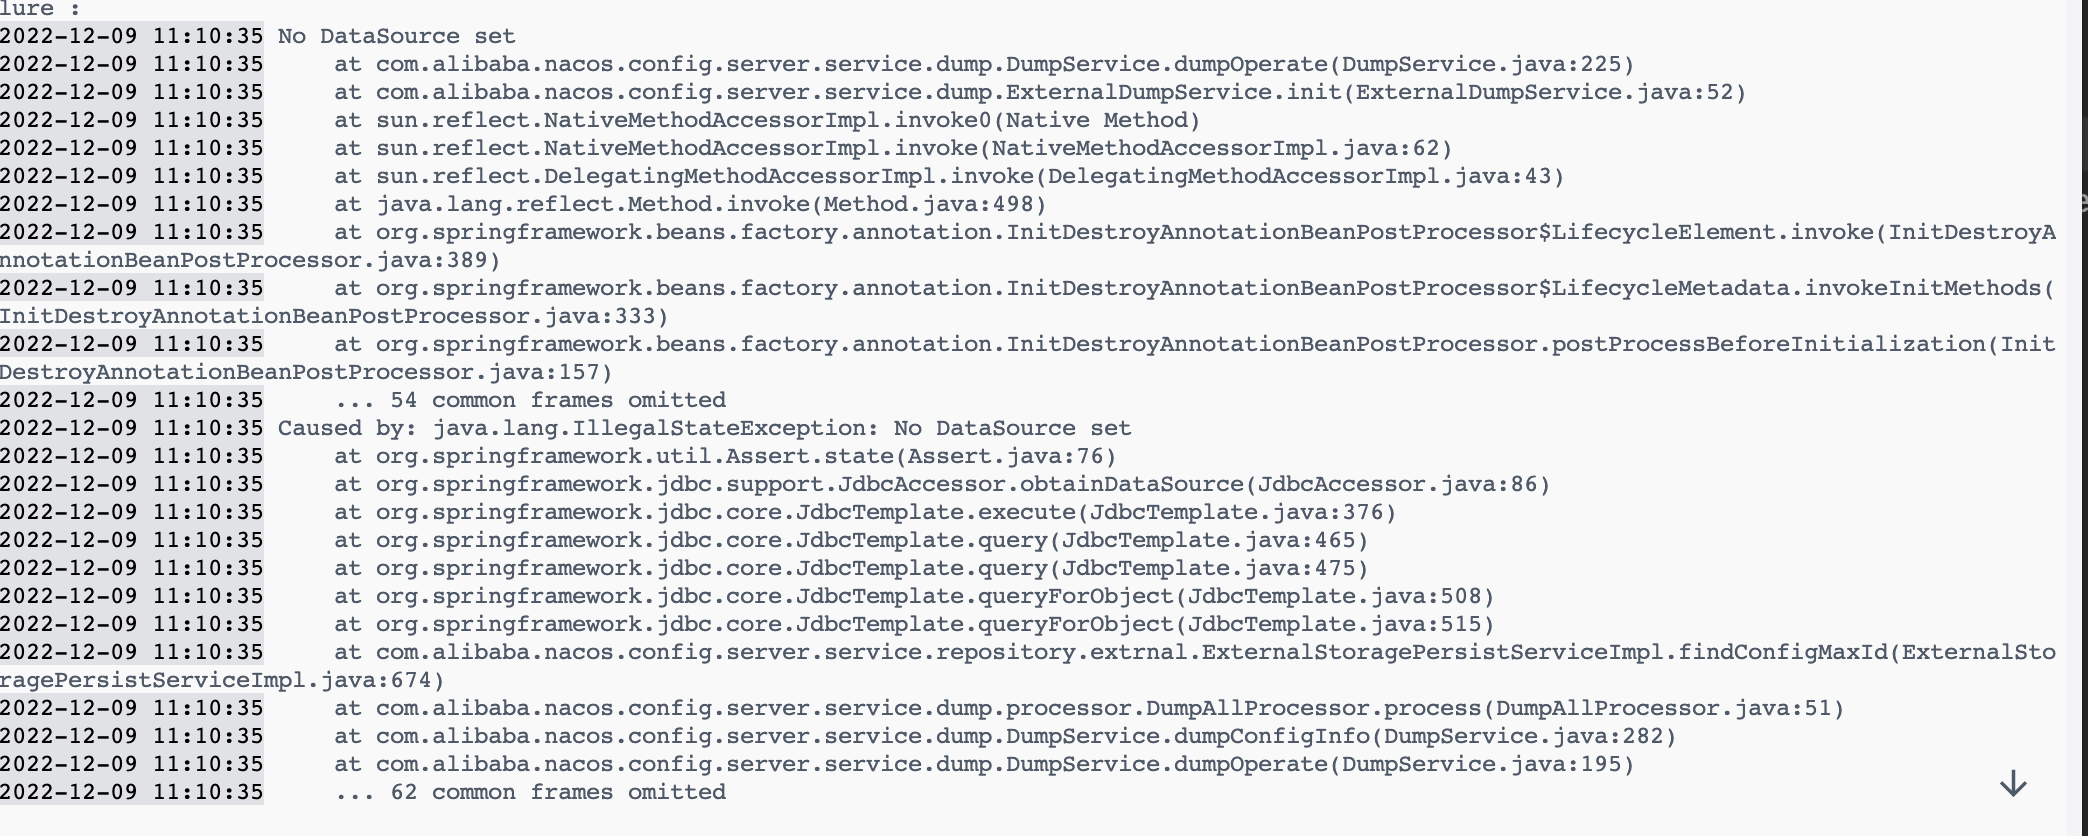 lure :
2022-12-09 11:10:35 No DataSource set
2022-12-09 11:10:35     at com.alibaba.nacos.config.server.service.dump.DumpService.dumpOperate(DumpService.java:225)
2022-12-09 11:10:35     at com.alibaba.nacos.config.server.service.dump.ExternalDumpService.init(ExternalDumpService.java:52)
2022-12-09 11:10:35     at sun.reflect.NativeMethodAccessorImpl.invoke0(Native Method)
2022-12-09 11:10:35     at sun.reflect.NativeMethodAccessorImpl.invoke(NativeMethodAccessorImpl.java:62)
2022-12-09 11:10:35     at sun.reflect.DelegatingMethodAccessorImpl.invoke(DelegatingMethodAccessorImpl.java:43)
2022-12-09 11:10:35     at java.lang.reflect.Method.invoke(Method.java:498)
2022-12-09 11:10:35     at org.springframework.beans.factory.annotation.InitDestroyAnnotationBeanPostProcessor$LifecycleElement.invoke(InitDestroyA
nnotationBeanPostProcessor.java:389)
2022-12-09 11:10:35     at org.springframework.beans.factory.annotation.InitDestroyAnnotationBeanPostProcessor$LifecycleMetadata.invokeInitMethods(
InitDestroyAnnotationBeanPostProcessor.java:333)
2022-12-09 11:10:35     at org.springframework.beans.factory.annotation.InitDestroyAnnotationBeanPostProcessor.postProcessBeforeInitialization(Init
DestroyAnnotationBeanPostProcessor.java:157)
2022-12-09 11:10:35     ... 54 common frames omitted
2022-12-09 11:10:35 Caused by: java.lang.IllegalStateException: No DataSource set
2022-12-09 11:10:35     at org.springframework.util.Assert.state(Assert.java:76)
2022-12-09 11:10:35     at org.springframework.jdbc.support.JdbcAccessor.obtainDataSource(JdbcAccessor.java:86)
2022-12-09 11:10:35     at org.springframework.jdbc.core.JdbcTemplate.execute(JdbcTemplate.java:376)
2022-12-09 11:10:35     at org.springframework.jdbc.core.JdbcTemplate.query(JdbcTemplate.java:465)
2022-12-09 11:10:35     at org.springframework.jdbc.core.JdbcTemplate.query(JdbcTemplate.java:475)
2022-12-09 11:10:35     at org.springframework.jdbc.core.JdbcTemplate.queryForObject(JdbcTemplate.java:508)
2022-12-09 11:10:35     at org.springframework.jdbc.core.JdbcTemplate.queryForObject(JdbcTemplate.java:515)
2022-12-09 11:10:35     at com.alibaba.nacos.config.server.service.repository.extrnal.ExternalStoragePersistServiceImpl.findConfigMaxId(ExternalSto
ragePersistServiceImpl.java:674)
2022-12-09 11:10:35     at com.alibaba.nacos.config.server.service.dump.processor.DumpAllProcessor.process(DumpAllProcessor.java:51)
2022-12-09 11:10:35     at com.alibaba.nacos.config.server.service.dump.DumpService.dumpConfigInfo(DumpService.java:282)
2022-12-09 11:10:35     at com.alibaba.nacos.config.server.service.dump.DumpService.dumpOperate(DumpService.java:195)
2022-12-09 11:10:35     ... 62 common frames omitted